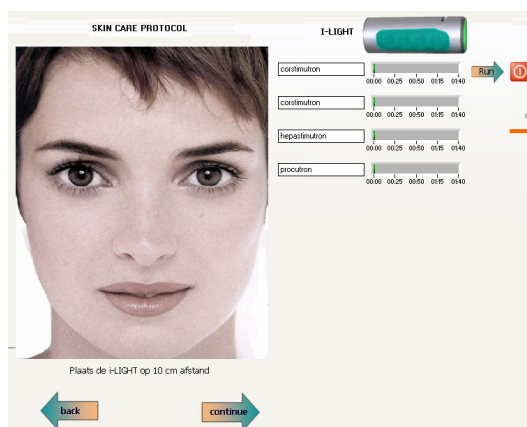 SKIN CARE PROTOCOL
I-LIGHT
corstimutron
Run
00:00 00:25 00:50 01:15 01:40
corstimutron
00:00 00:25 00:50 01:15 01:40
hepastimutron
00:00 00:25 00:50 01:15 01:40
procutron
00:00 00:25 00:50 01:15 01:40
Plaats de i-LIGHT op 10 cm afstand
back
continue